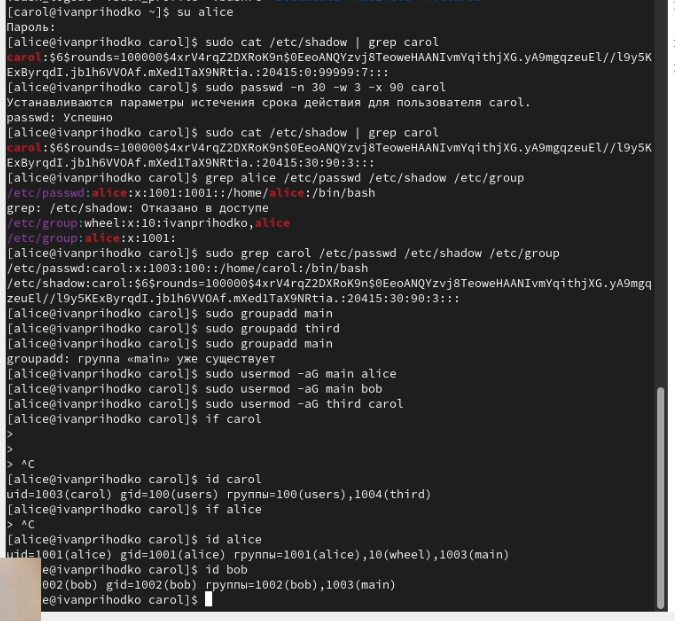 [carol@ivanprihodko ~]$ su alice
Пароль:
[alice@ivanprihodko carol]$ sudo cat /etc/shadow | grep carol
carol:$6$rounds=100000$4xrV4rqZ2DXRoK9n$0EeoANQYzvj8TeoweHAANIvmYqithjXG.yA9mgqzeuEl//l9y5K
ExByrqdI.jb1h6VVOAf.mXed1TaX9NRtia.:20415:0:99999:7:::
[alice@ivanprihodko carol]$ sudo passwd -n 30 -w 3 -x 90 carol
Устанавливаются параметры истечения срока действия для пользователя carol.
passwd: Успешно
[alice@ivanprihodko carol]$ sudo cat /etc/shadow | grep carol
carol:$6$rounds=100000$4xrV4rqZ2DXRoK9n$0EeoANQYzvj8TeoweHAANIvmYqithjXG.yA9mgqzeuEl//l9y5K
ExByrqdI.jb1h6VVOAf.mXed1TaX9NRtia.:20415:30:90:3:::
[alice@ivanprihodko carol]$ grep alice /etc/passwd /etc/shadow /etc/group
/etc/passwd:alice:x:1001:1001::/home/alice:/bin/bash
grep: /etc/shadow: Отказано в доступе
/etc/group:wheel:x:10:ivanprihodko,alice
/etc/group:alice:x:1001:
[alice@ivanprihodko carol]$ sudo grep carol /etc/passwd /etc/shadow /etc/group
/etc/passwd:carol:x:1003:100::/home/carol:/bin/bash
/etc/shadow:carol:$6$rounds=100000$4xrV4rqZ2DXRoK9n$0EeoANQYzvj8TeoweHAANIvmYqithjXG.yA9mgq
zeuEl//l9y5KExByrqdI.jb1h6VVOAf.mXed1TaX9NRtia.:20415:30:90:3:::
[alice@ivanprihodko carol]$ sudo groupadd main
[alice@ivanprihodko carol]$ sudo groupadd third
[alice@ivanprihodko carol]$ sudo groupadd main
groupadd: группа «main» уже существует
[alice@ivanprihodko carol]$ sudo usermod -aG main alice
[alice@ivanprihodko carol]$ sudo usermod -aG main bob
[alice@ivanprihodko carol]$ sudo usermod -aG third carol
[alice@ivanprihodko carol]$ if carol
>
>
> ^C
[alice@ivanprihodko carol]$ id carol
uid=1003(carol) gid=100(users) группы=100(users),1004(third)
[alice@ivanprihodko carol]$ if alice
> ^C
[alice@ivanprihodko carol]$ id alice
uid=1001(alice) gid=1001(alice) группы=1001(alice),10(wheel),1003(main)
e@ivanprihodko carol]$ id bob
002(bob) gid=1002(bob) группы=1002(bob),1003(main)
e@ivanprihodko carol]$